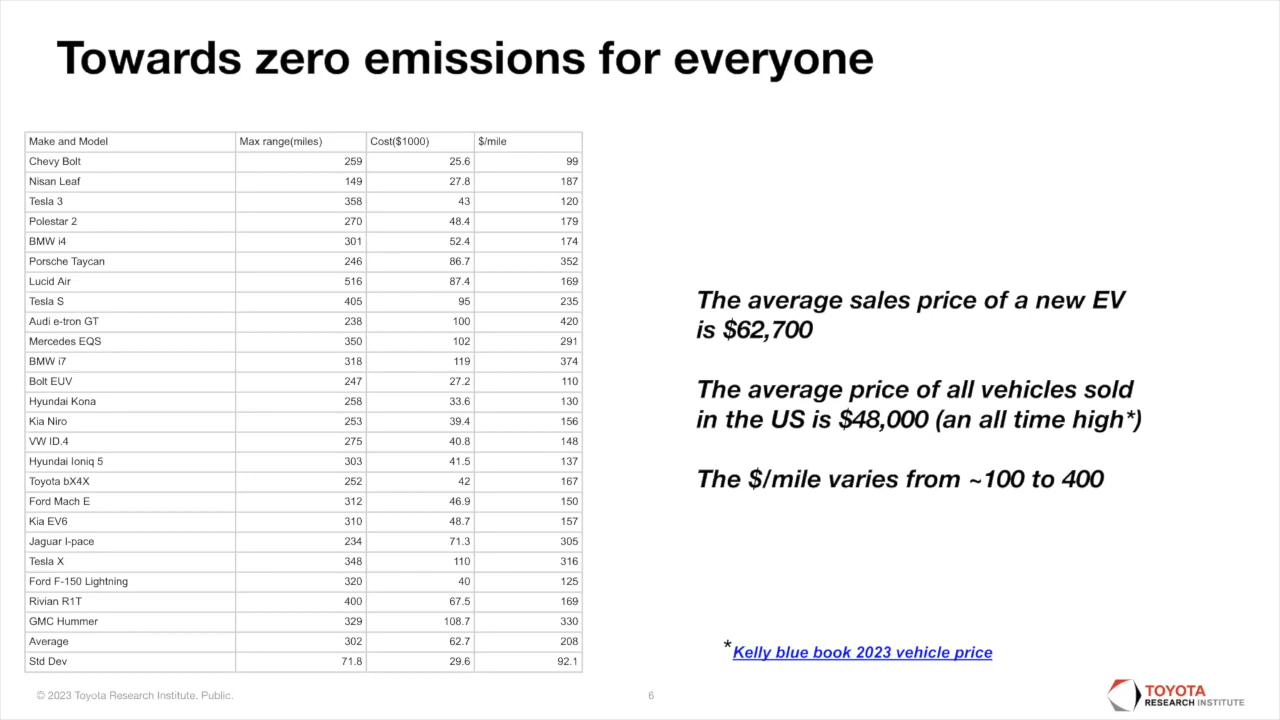 Towards zero emissions for everyone
Make and Model Max range(miles) Cost($1000) $/mile
Chevy Bolt 259 25.6 99
Nisan Leaf 149 27.8 187
Tesla 3 358 43 120
Polestar 2 270 48.4 179
BMW i4 301 52.4 174
Porsche Taycan 246 86.7 352
Lucid Air 516 87.4 169
Tesla S 405 95 235
Audi e-tron GT 238 100 420
Mercedes EQS 350 102 291
BMW i7 318 119 374
Bolt EUV 247 27.2 110
Hyundai Kona 258 33.6 130
Kia Niro 253 39.4 156
VW ID.4 275 40.8 148
Hyundai Ioniq 5 303 41.5 137
Toyota bX4X 252 42 167
Ford Mach E 312 46.9 150
Kia EV6 310 48.7 157
Jaguar I-pace 234 71.3 305
Tesla X 348 110 316
Ford F-150 Lightning 320 40 125
Rivian R1T 400 67.5 169
GMC Hummer 329 108.7 330
Average 302 62.7 208
Std Dev 71.8 29.6 92.1
The average sales price of a new EV
is $62,700
The average price of all vehicles sold
in the US is $48,000 (an all time high*)
The $/mile varies from ~100 to 400
*Kelly blue book 2023 vehicle price
© 2023 Toyota Research Institute. Public.
6
TOYOTA
RESEARCH INSTITUTE